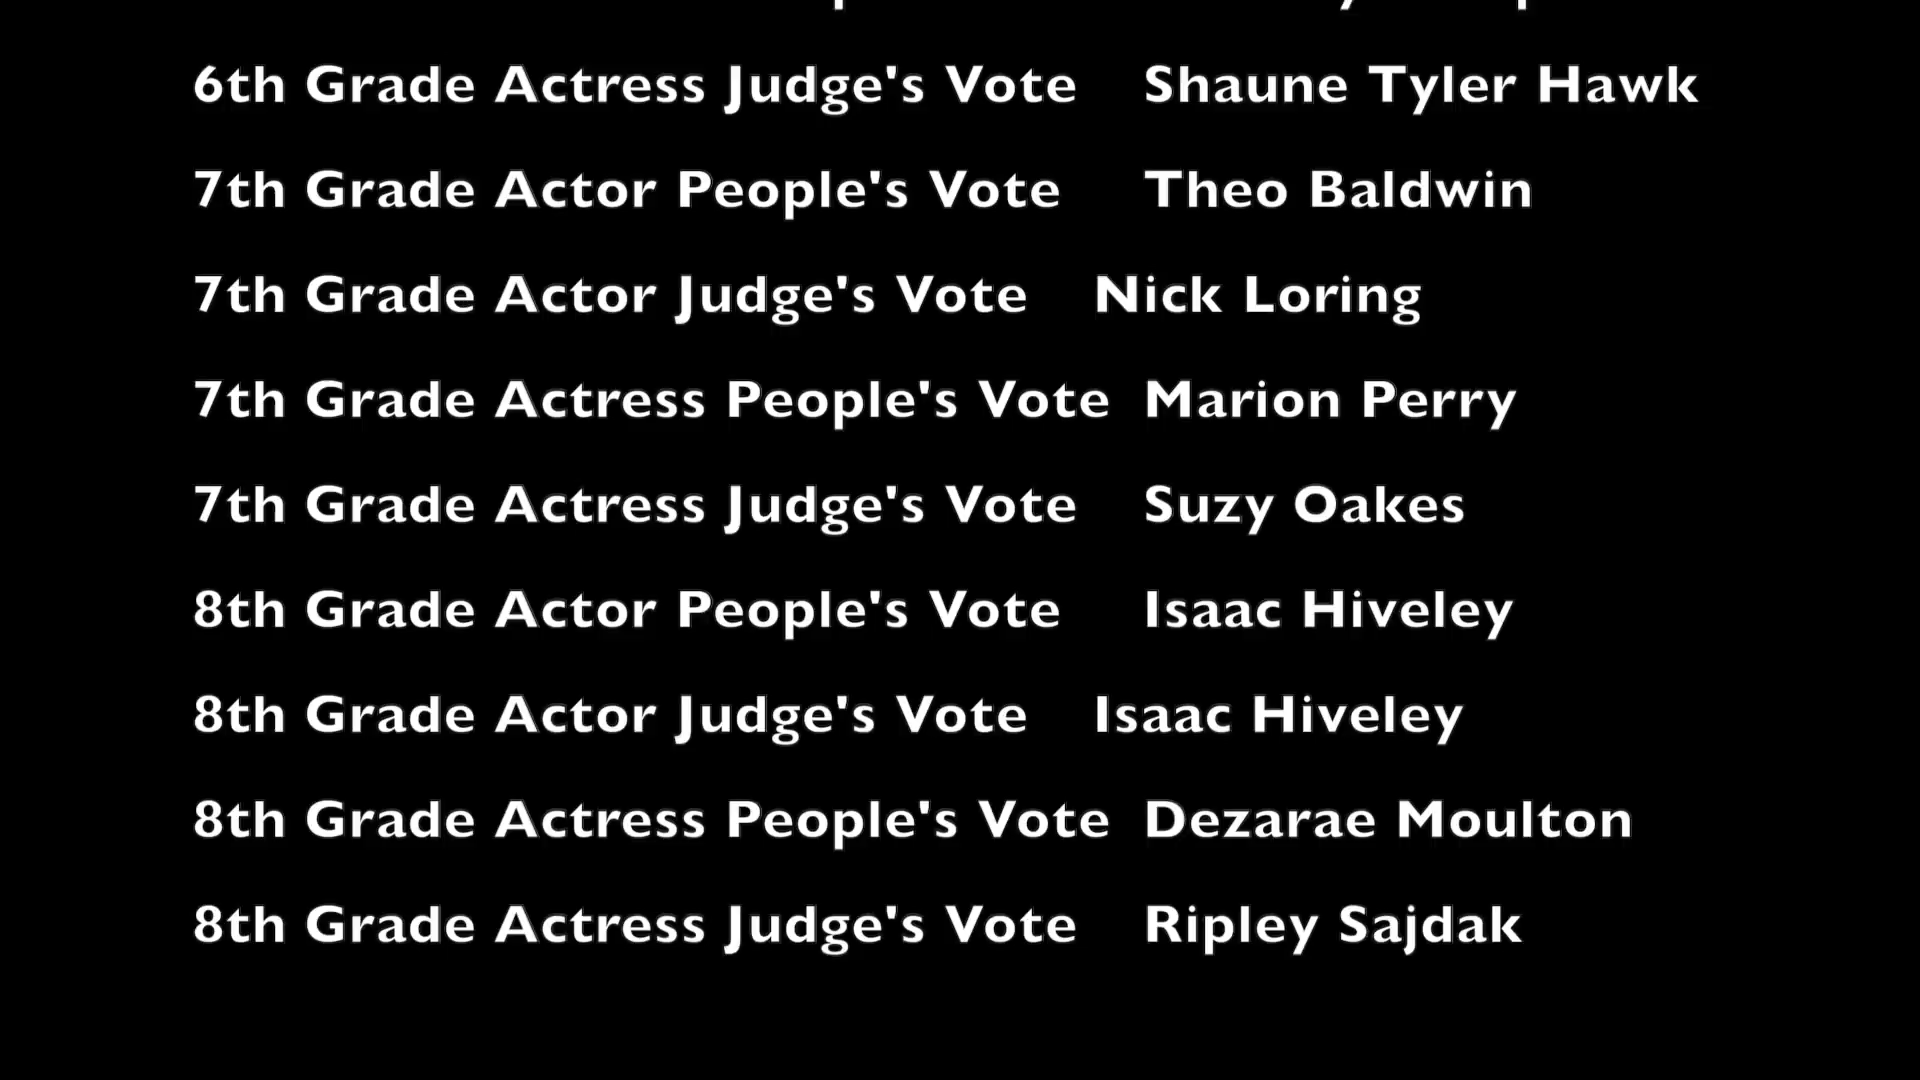 6th Grade Actress Judge's Vote Shaune Tyler Hawk
7th Grade Actor People's Vote Theo Baldwin
7th Grade Actor Judge's Vote Nick Loring
7th Grade Actress People's Vote Marion Perry
7th Grade Actress Judge's Vote Suzy Oakes
8th Grade Actor People's Vote Isaac Hiveley
8th Grade Actor Judge's Vote Isaac Hiveley
8th Grade Actress People's Vote Dezarae Moulton
8th Grade Actress Judge's Vote Ripley Sajdak